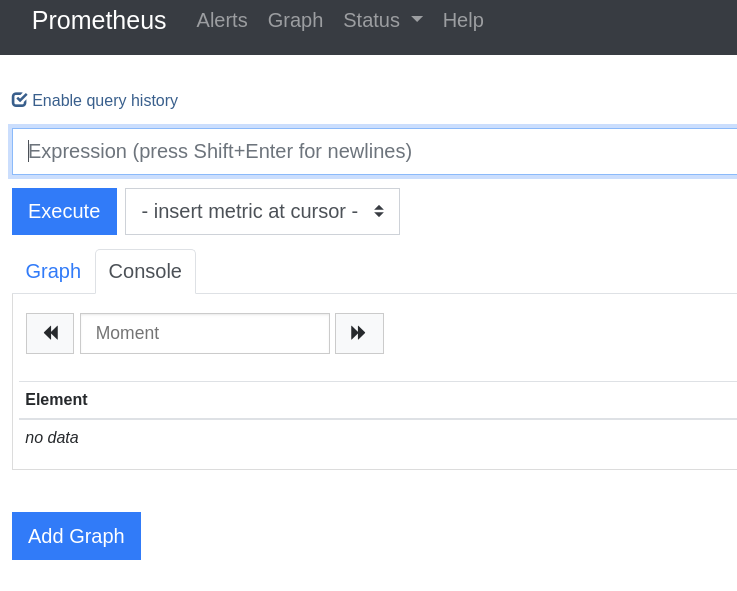 Prometheus Alerts Graph Status Help
Enable query history
Expression (press Shift+Enter for newlines)
Execute - insert metric at cursor -
Graph Console
Moment
Element
no data
Add Graph